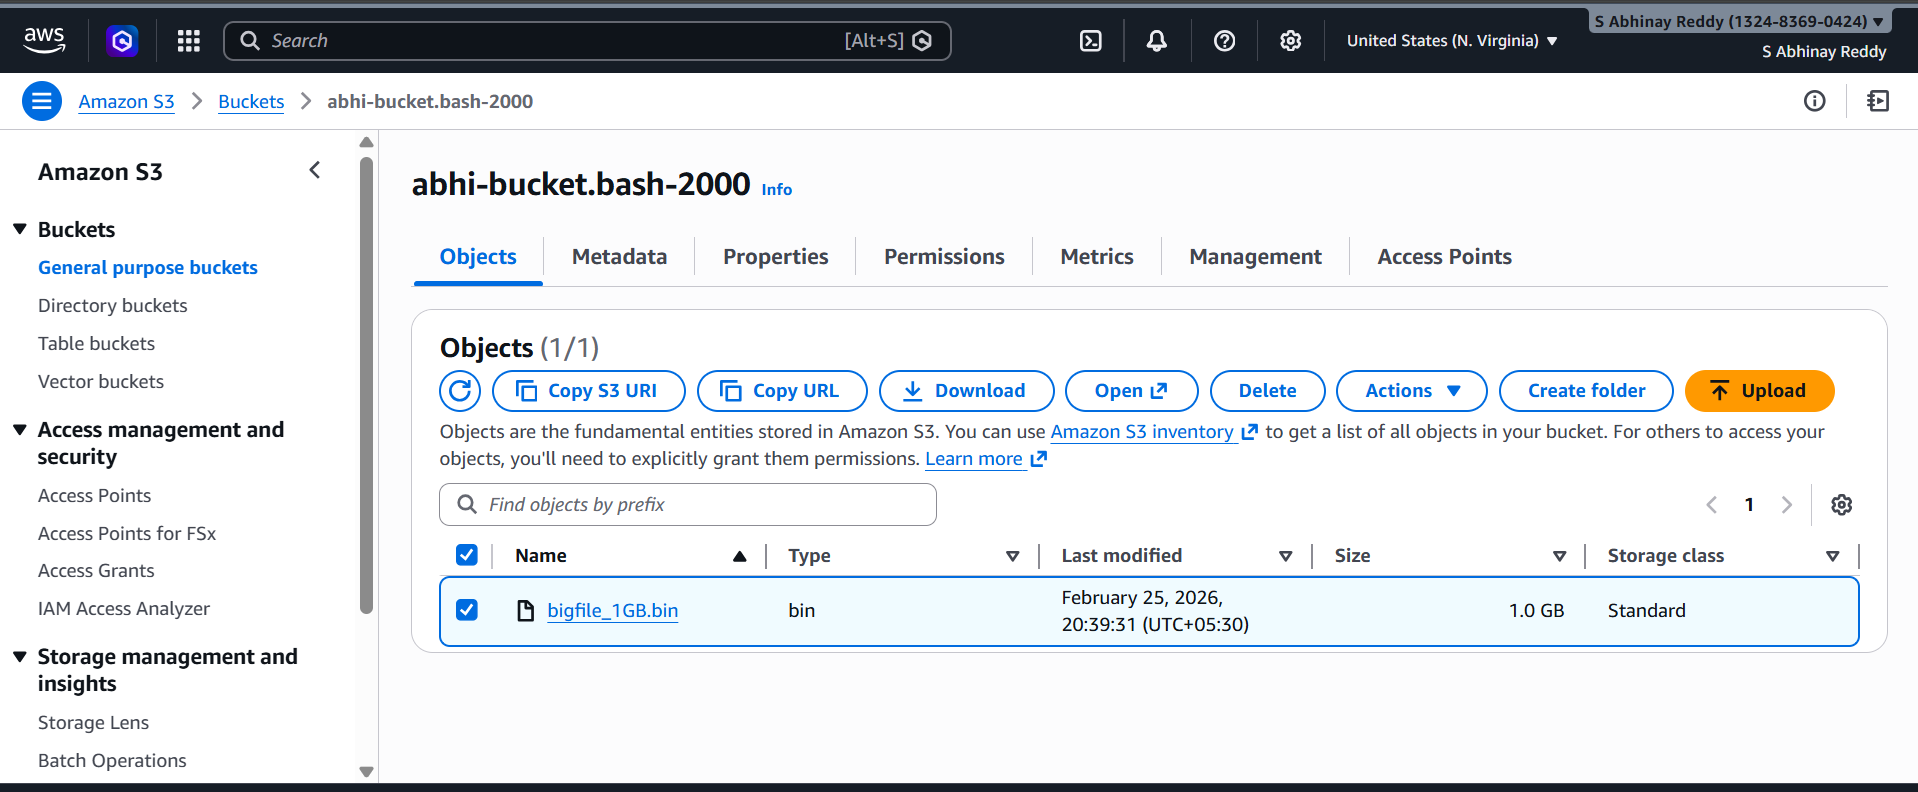 aws
Search
[Alt+S]
United States (N. Virginia)
S Abhinay Reddy (1324-8369-0424)
S Abhinay Reddy
Amazon S3
Buckets
abhi-bucket.bash-2000
Amazon S3
Buckets
General purpose buckets
Directory buckets
Table buckets
Vector buckets
Access management and
security
Access Points
Access Points for FSx
Access Grants
IAM Access Analyzer
Storage management and
insights
Storage Lens
Batch Operations
abhi-bucket.bash-2000 Info
Objects
Metadata
Properties
Permissions
Metrics
Management
Access Points
Objects (1/1)
Copy S3 URI
Copy URL
Download
Open
Delete
Actions
Create folder
Upload
Objects are the fundamental entities stored in Amazon S3. You can use Amazon S3 inventory to get a list of all objects in your bucket. For others to access your
objects, you'll need to explicitly grant them permissions. Learn more
Find objects by prefix
1
Name
Type
Last modified
Size
Storage class
bigfile_1GB.bin
bin
February 25, 2026,
20:39:31 (UTC+05:30)
1.0 GB
Standard